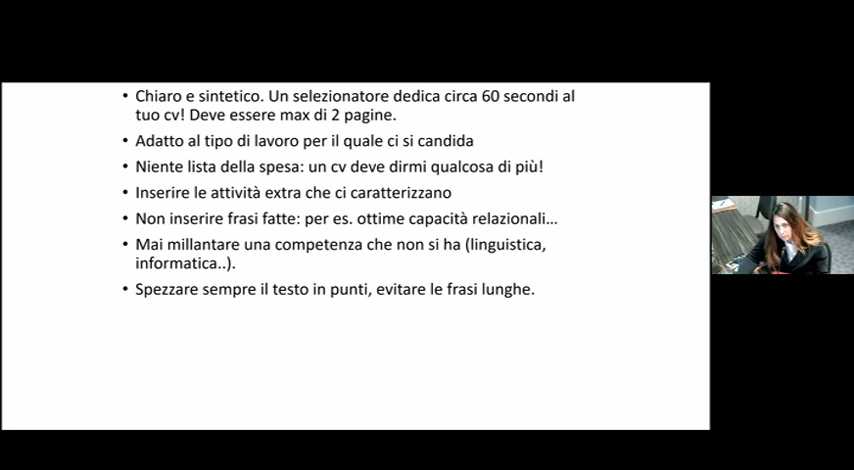 • Chiaro e sintetico. Un selezionatore dedica circa 60 secondi al
tuo cv! Deve essere max di 2 pagine.
• Adatto al tipo di lavoro per il quale ci si candida
• Niente lista della spesa: un cv deve dirmi qualcosa di più!
• Inserire le attività extra che ci caratterizzano
• Non inserire frasi fatte: per es. ottime capacità relazionali…
• Mai millantare una competenza che non si ha (linguistica,
informatica..).
• Spezzare sempre il testo in punti, evitare le frasi lunghe.